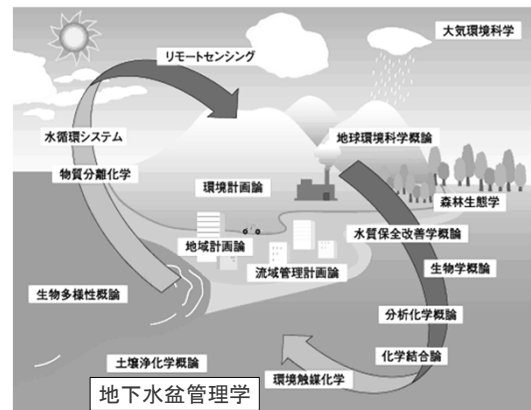 大気環境科学
リモートセンシング
水循環システム
地球環境科学概論
物質分離化学
環境計画論
森林生態学
水質保全改善学概論
地域計画論
流域管理計画論
生物学概論
生物多様性概論
分析化学概論
化学結合論
土壌浄化学概論
環境触媒化学
地下水盆管理学